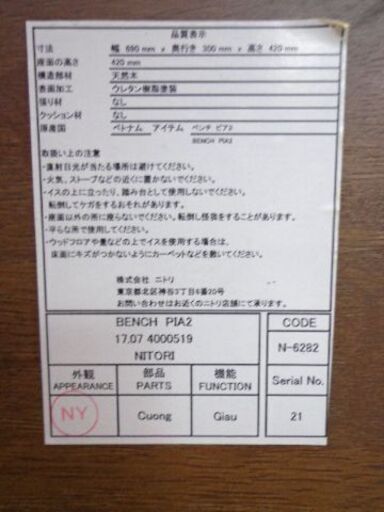 品質表示
寸法 幅 690 mm x 奥行き 300 mm x 高さ 420 mm
座面の高さ 420 mm
構造部材 天然木
表面加工 ウレタン樹脂塗装
張り材 なし
クッション材 なし
原産国 ベトナム アイテム ベンチ ピア2
BENCH PIA2
取扱い上の注意
・直射日光が当たる場所は避けてください。
・火気、ストーブなどの近くに置かないでください。
・イスの上に立ったり、踏み台として使用しないでください。
転倒してケガをするおそれがあります。
・座面以外の所に座らないでください。転倒し怪我をすることがあります。
・平らな所で使用してください。
・ウッドフロアや畳などの上でイスを使用する場合は、
床面にキズがつかないようにカーペットなどを敷いてください。
株式会社 ニトリ
東京都北区神谷3丁目6番20号
お問い合わせはお近くのニトリ店舗にて承ります。
BENCH PIA2
17.07 4000519
NITORI
CODE
N-6282
外観 部品 機能
APPEARANCE PARTS FUNCTION
Serial No.
NY Cuong Giau 21